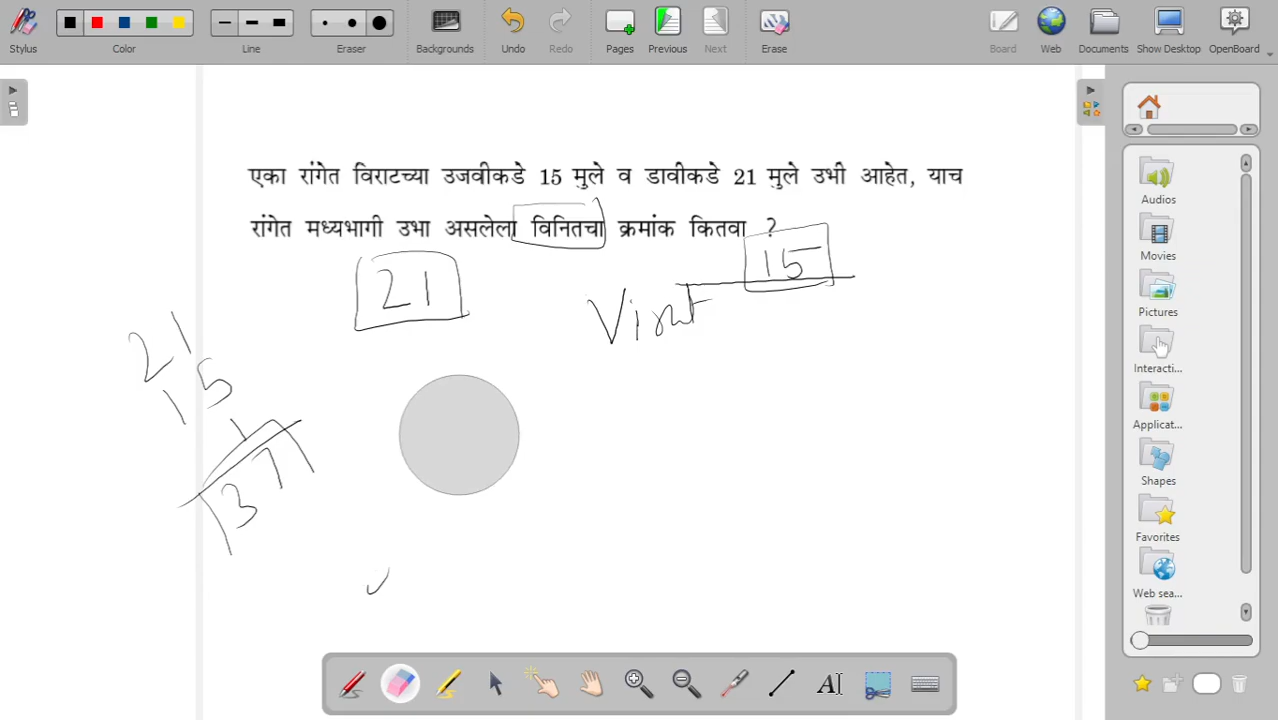 Stylus
Color
Line
Eraser
Backgrounds
Undo
Redo
Pages
Previous
Next
Erase
Board
Web
Documents
Show Desktop
OpenBoard
एका रांगेत विराटच्या उजवीकडे 15 मुले व डावीकडे 21 मुले उभी आहेत, याच
रांगेत मध्यभागी उभा असलेला विनितचा क्रमांक कितवा ?
21
15
Virat
21
15
1
37
Audios
Movies
Pictures
Interacti...
Applicat...
Shapes
Favorites
Web sea...